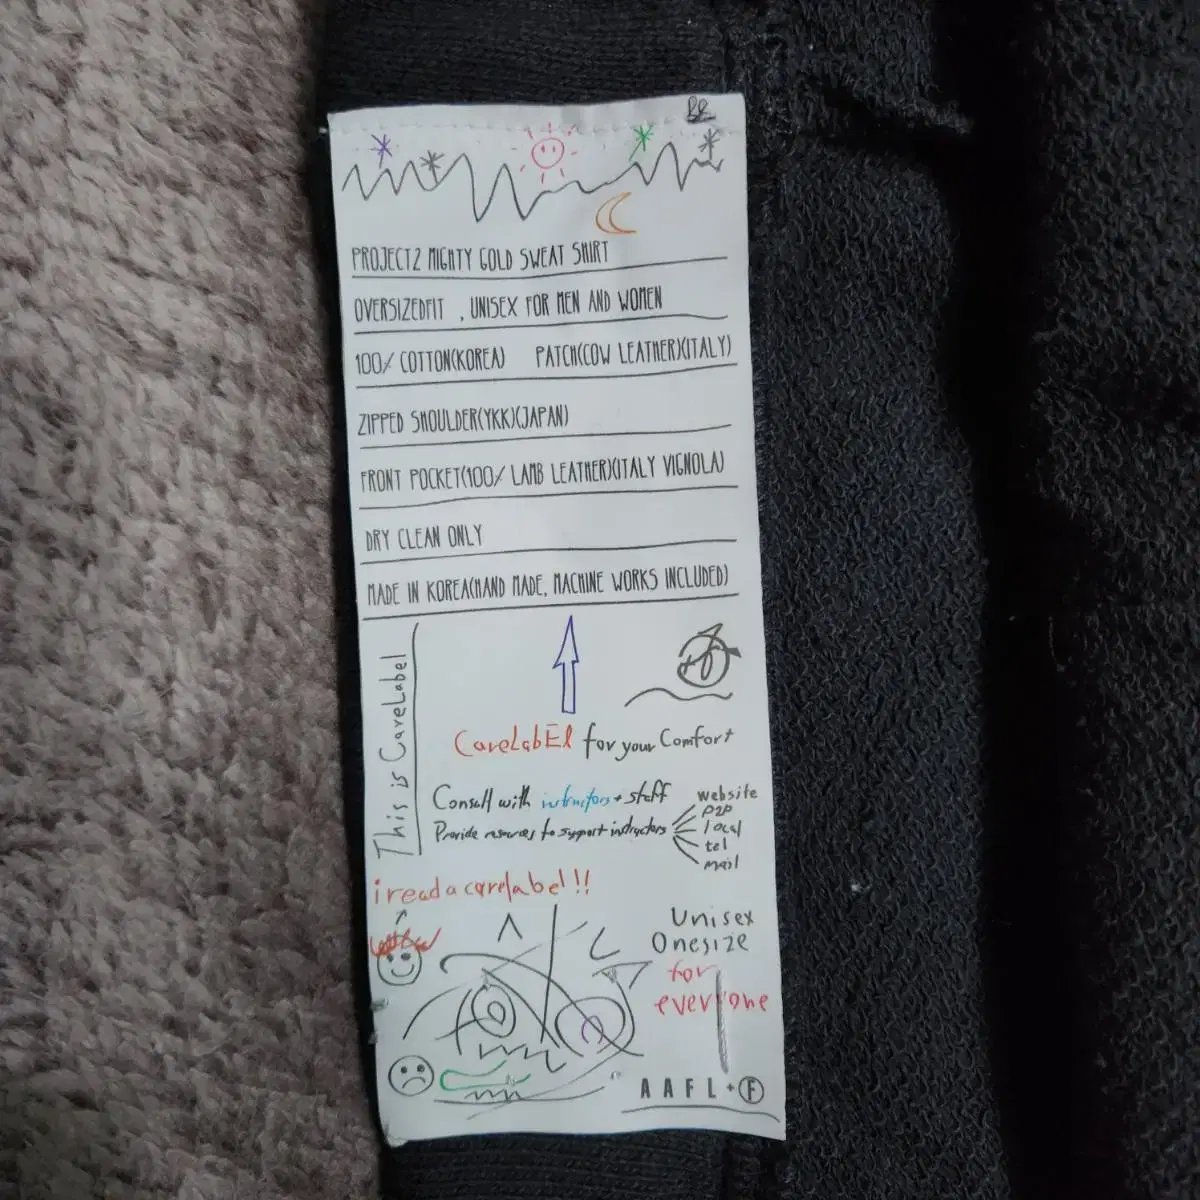 PROJECT2 MIGHTY GOLD SWEAT SHIRT
OVERSIZEDFIT , UNISEX FOR MEN AND WOMEN
100% COTTON(KOREA) PATCH(COW LEATHER)(ITALY)
ZIPPED SHOULDER(YKK)(JAPAN)
FRONT POCKET(100% LAMB LEATHER)(ITALY VIGNOLA)
DRY CLEAN ONLY
MADE IN KOREA(HAND MADE, MACHINE WORKS INCLUDED)
This is CareLabel
CareLabEl for your Comfort
Consult with instructors + staff
Provide resources to support instructors
website
P2P
local
tel
mail
i read a carelabel!!
Unisex
Onesize
for
everyone
AAFL+F